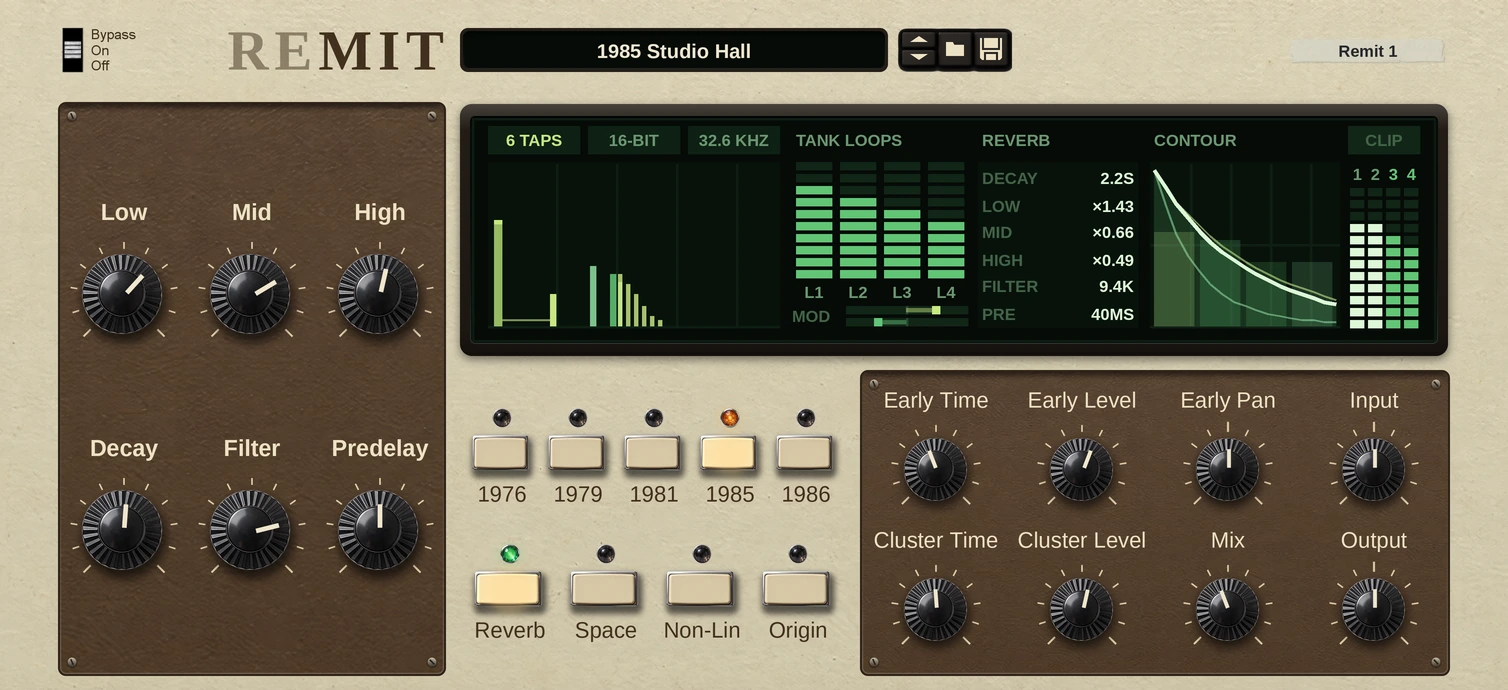 Bypass
On
Off
REMIT
1985 Studio Hall
Remit 1
Low
Mid
High
Decay
Filter
Predelay
6 TAPS
16-BIT
32.6 KHZ
TANK LOOPS
L1
L2
L3
L4
MOD
REVERB
DECAY 2.2S
LOW ×1.43
MID ×0.66
HIGH ×0.49
FILTER 9.4K
PRE 40MS
CONTOUR
CLIP
1 2 3 4
1976
1979
1981
1985
1986
Reverb
Space
Non-Lin
Origin
Early Time
Early Level
Early Pan
Input
Cluster Time
Cluster Level
Mix
Output